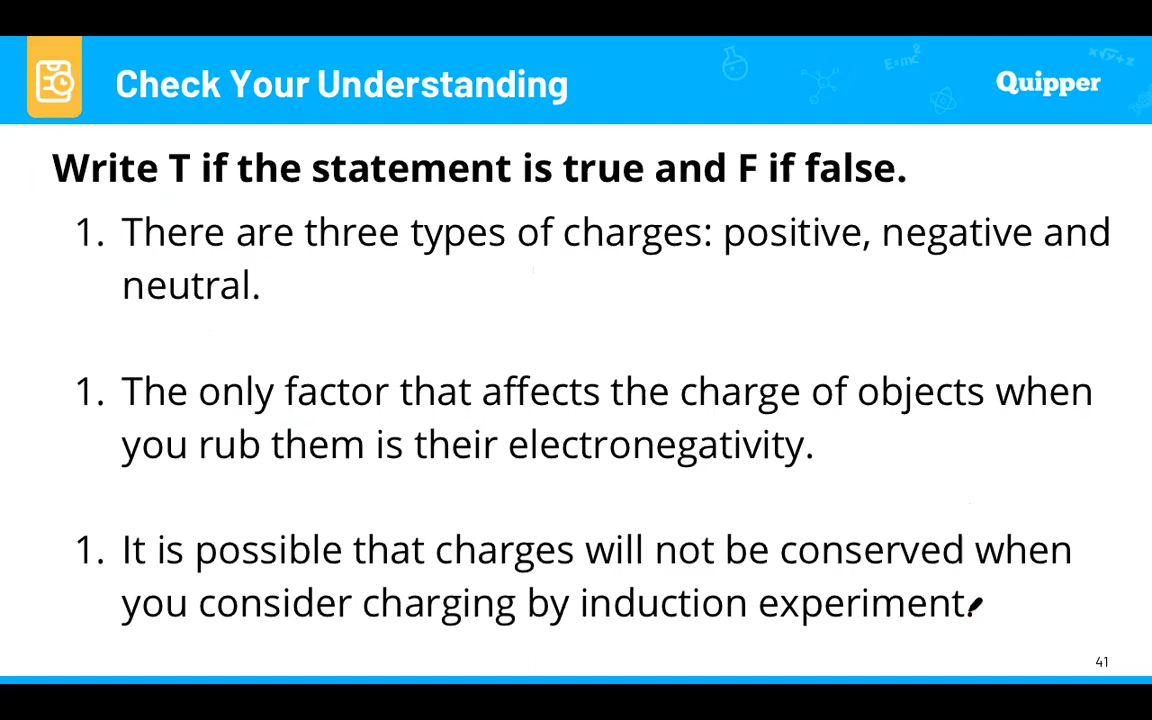 Check Your Understanding
Quipper
Write T if the statement is true and F if false.
1. There are three types of charges: positive, negative and
neutral.
1. The only factor that affects the charge of objects when
you rub them is their electronegativity.
1. It is possible that charges will not be conserved when
you consider charging by induction experiment.
41